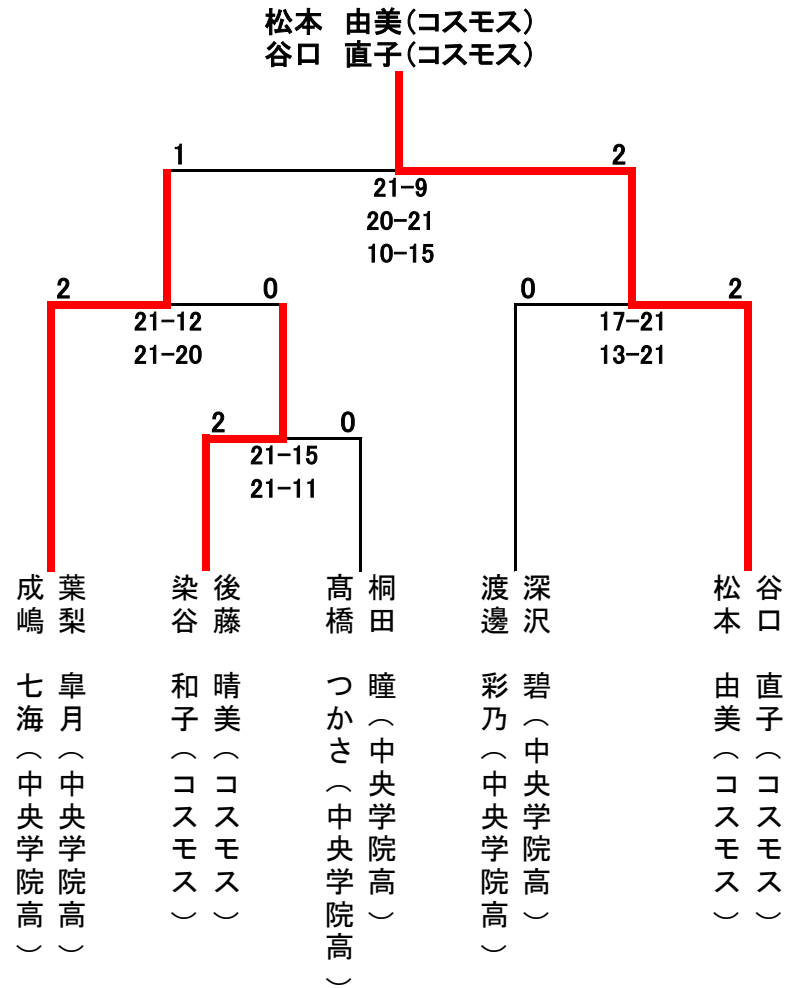 松本　由美(コスモス)
谷口　直子(コスモス)
1
2
21-9
20-21
10-15
2
0
0
2
21-12
21-20
17-21
13-21
2
0
21-15
21-11
葉梨　皐月(中央学院高)
成嶋　七海(中央学院高)
後藤　晴美(コスモス)
染谷　和子(コスモス)
桐田　瞳(中央学院高)
髙橋　つかさ(中央学院高)
深沢　碧(中央学院高)
渡邊　彩乃(中央学院高)
谷口　直子(コスモス)
松本　由美(コスモス)